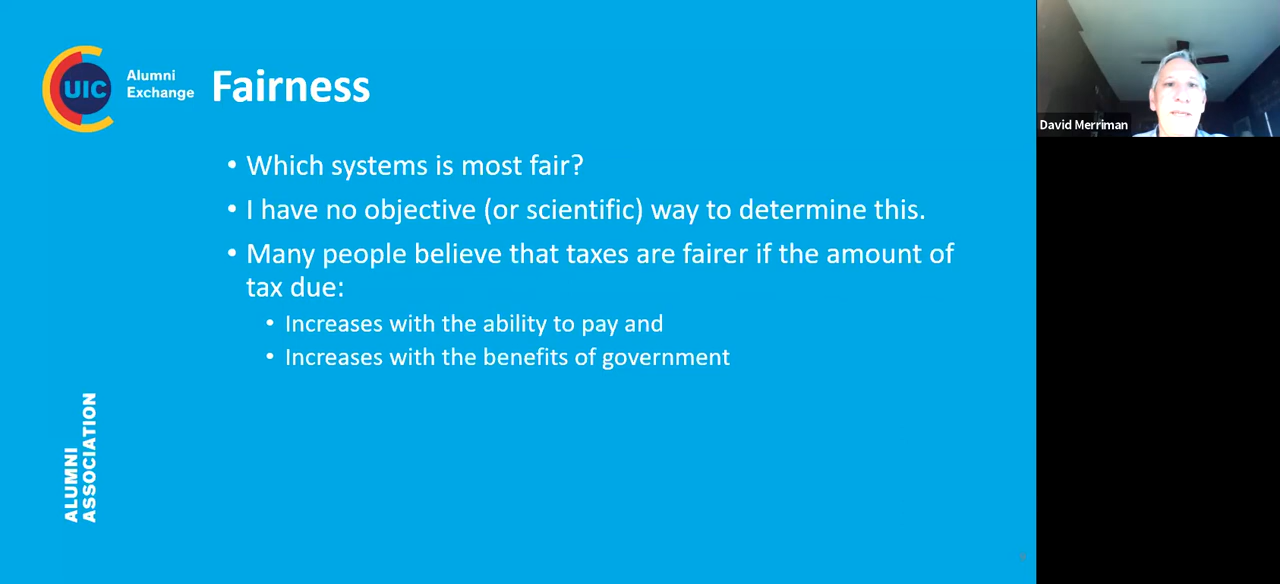 UIC
Alumni
Exchange
Fairness
• Which systems is most fair?
• I have no objective (or scientific) way to determine this.
• Many people believe that taxes are fairer if the amount of
tax due:
• Increases with the ability to pay and
• Increases with the benefits of government
ALUMNI
ASSOCIATION
David Merriman